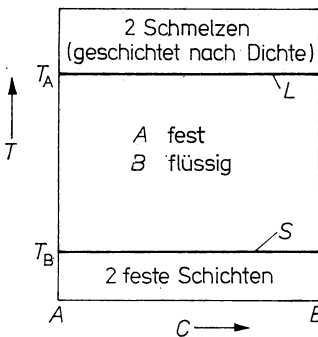 2 Schmelzen
(geschichtet nach Dichte)
T_A
L
T
A fest
B flüssig
S
T_B
2 feste Schichten
A
B
C